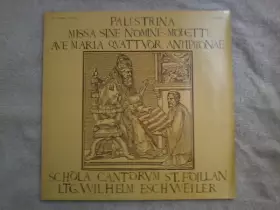 PALESTRINA
MISSA SINE NOMINE·MOTETTI
AVE MARIA QVATTVOR ANTIPHONAE
SCHOLA CANTORVM ST. FOILLAN
LTG. WILHELM ESCHWEILER